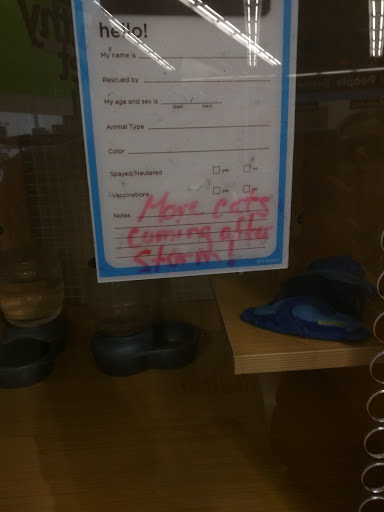 hello!
My name is
Rescued by
My age and sex is
Animal Type
Color
Spayed/Neutered yes
Vaccinations yes
Notes More cats
coming after
storm!